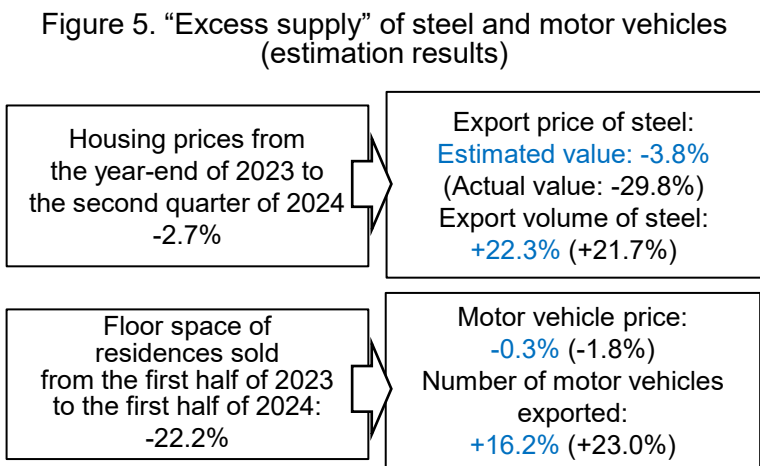 Figure 5. “Excess supply” of steel and motor vehicles
(estimation results)
Housing prices from
the year-end of 2023 to
the second quarter of 2024
-2.7%
Export price of steel:
Estimated value: -3.8%
(Actual value: -29.8%)
Export volume of steel:
+22.3% (+21.7%)
Floor space of
residences sold
from the first half of 2023
to the first half of 2024:
-22.2%
Motor vehicle price:
-0.3% (-1.8%)
Number of motor vehicles
exported:
+16.2% (+23.0%)